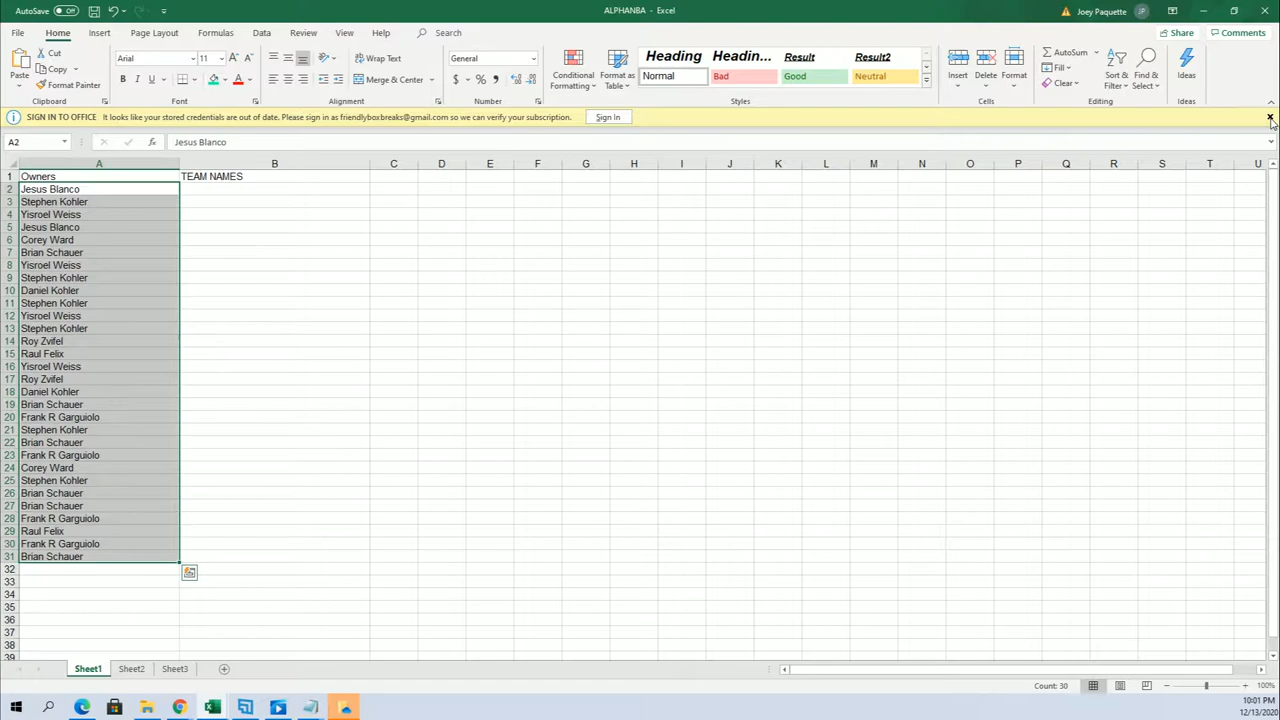 AutoSave Off ALPHANBA - Excel Joey Paquette JP
File Home Insert Page Layout Formulas Data Review View Help Search Share Comments
Paste Cut Copy Format Painter Clipboard
Arial 11 B I U A Font
Wrap Text Merge & Center Alignment
General $ % , Number
Conditional Formatting Format as Table
Heading Headin... Result Result2
Normal Bad Good Neutral
Styles
Insert Delete Format Cells
AutoSum Fill Clear Sort & Filter Find & Select Editing
Ideas Ideas
SIGN IN TO OFFICE It looks like your stored credentials are out of date. Please sign in as friendlyboxbreaks@gmail.com so we can verify your subscription. Sign In
A2 fx Jesus Blanco
A B C D E F G H I J K L M N O P Q R S T U
1 Owners TEAM NAMES
2 Jesus Blanco
3 Stephen Kohler
4 Yisroel Weiss
5 Jesus Blanco
6 Corey Ward
7 Brian Schauer
8 Yisroel Weiss
9 Stephen Kohler
10 Daniel Kohler
11 Stephen Kohler
12 Yisroel Weiss
13 Stephen Kohler
14 Roy Zvifel
15 Raul Felix
16 Yisroel Weiss
17 Roy Zvifel
18 Daniel Kohler
19 Brian Schauer
20 Frank R Garguiolo
21 Stephen Kohler
22 Brian Schauer
23 Frank R Garguiolo
24 Corey Ward
25 Stephen Kohler
26 Brian Schauer
27 Brian Schauer
28 Frank R Garguiolo
29 Raul Felix
30 Frank R Garguiolo
31 Brian Schauer
32
33
34
35
36
37
38
39
Sheet1 Sheet2 Sheet3
Count: 30 100%
10:01 PM
12/13/2020